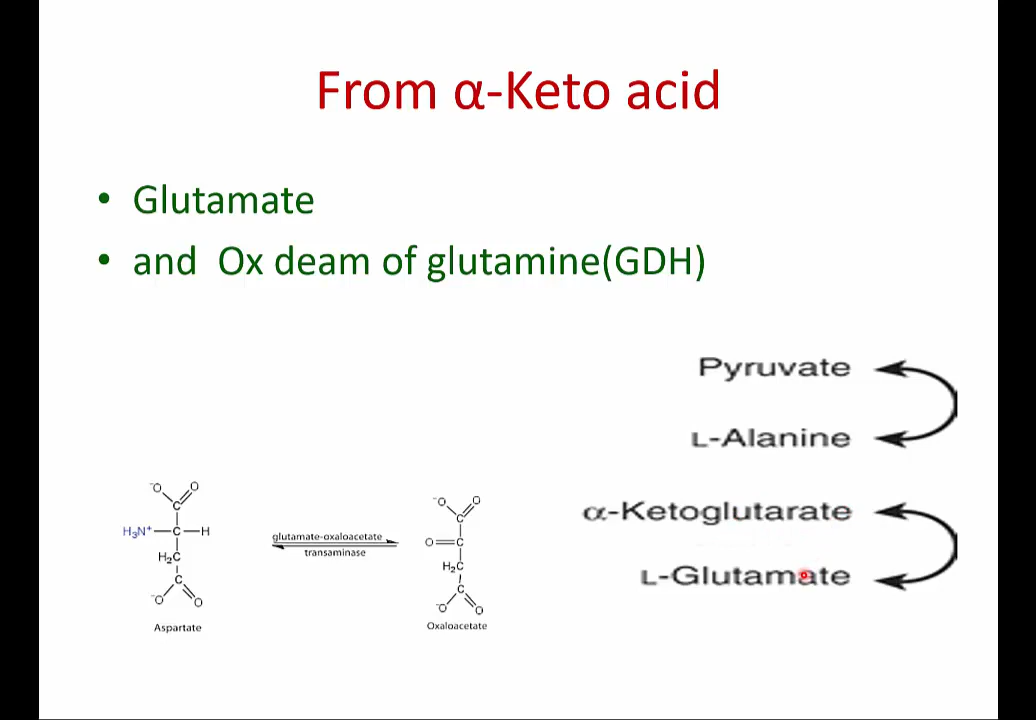 From α-Keto acid
• Glutamate
• and Ox deam of glutamine(GDH)
Pyruvate
L-Alanine
α-Ketoglutarate
L-Glutamate
⁻O O
C
H₃N⁺—C—H
H₂C
C
⁻O O
Aspartate
glutamate-oxaloacetate
transaminase
⁻O O
C
O=C
H₂C
C
⁻O O
Oxaloacetate